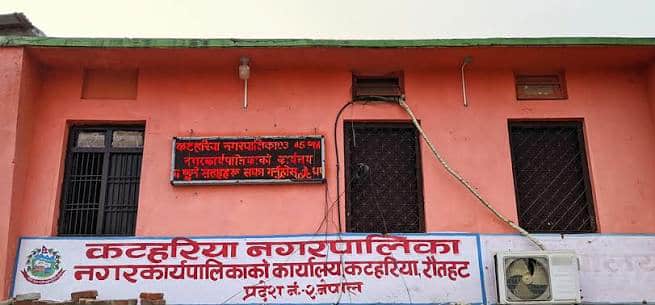 कटहरिया नगरपालिका
नगरकार्यपालिकाको कार्यालय
कटहरिया नगरपालिका
नगरकार्यपालिकाको कार्यालय,कटहरिया, रौतहट
प्रदेश नं.-२ नेपाल